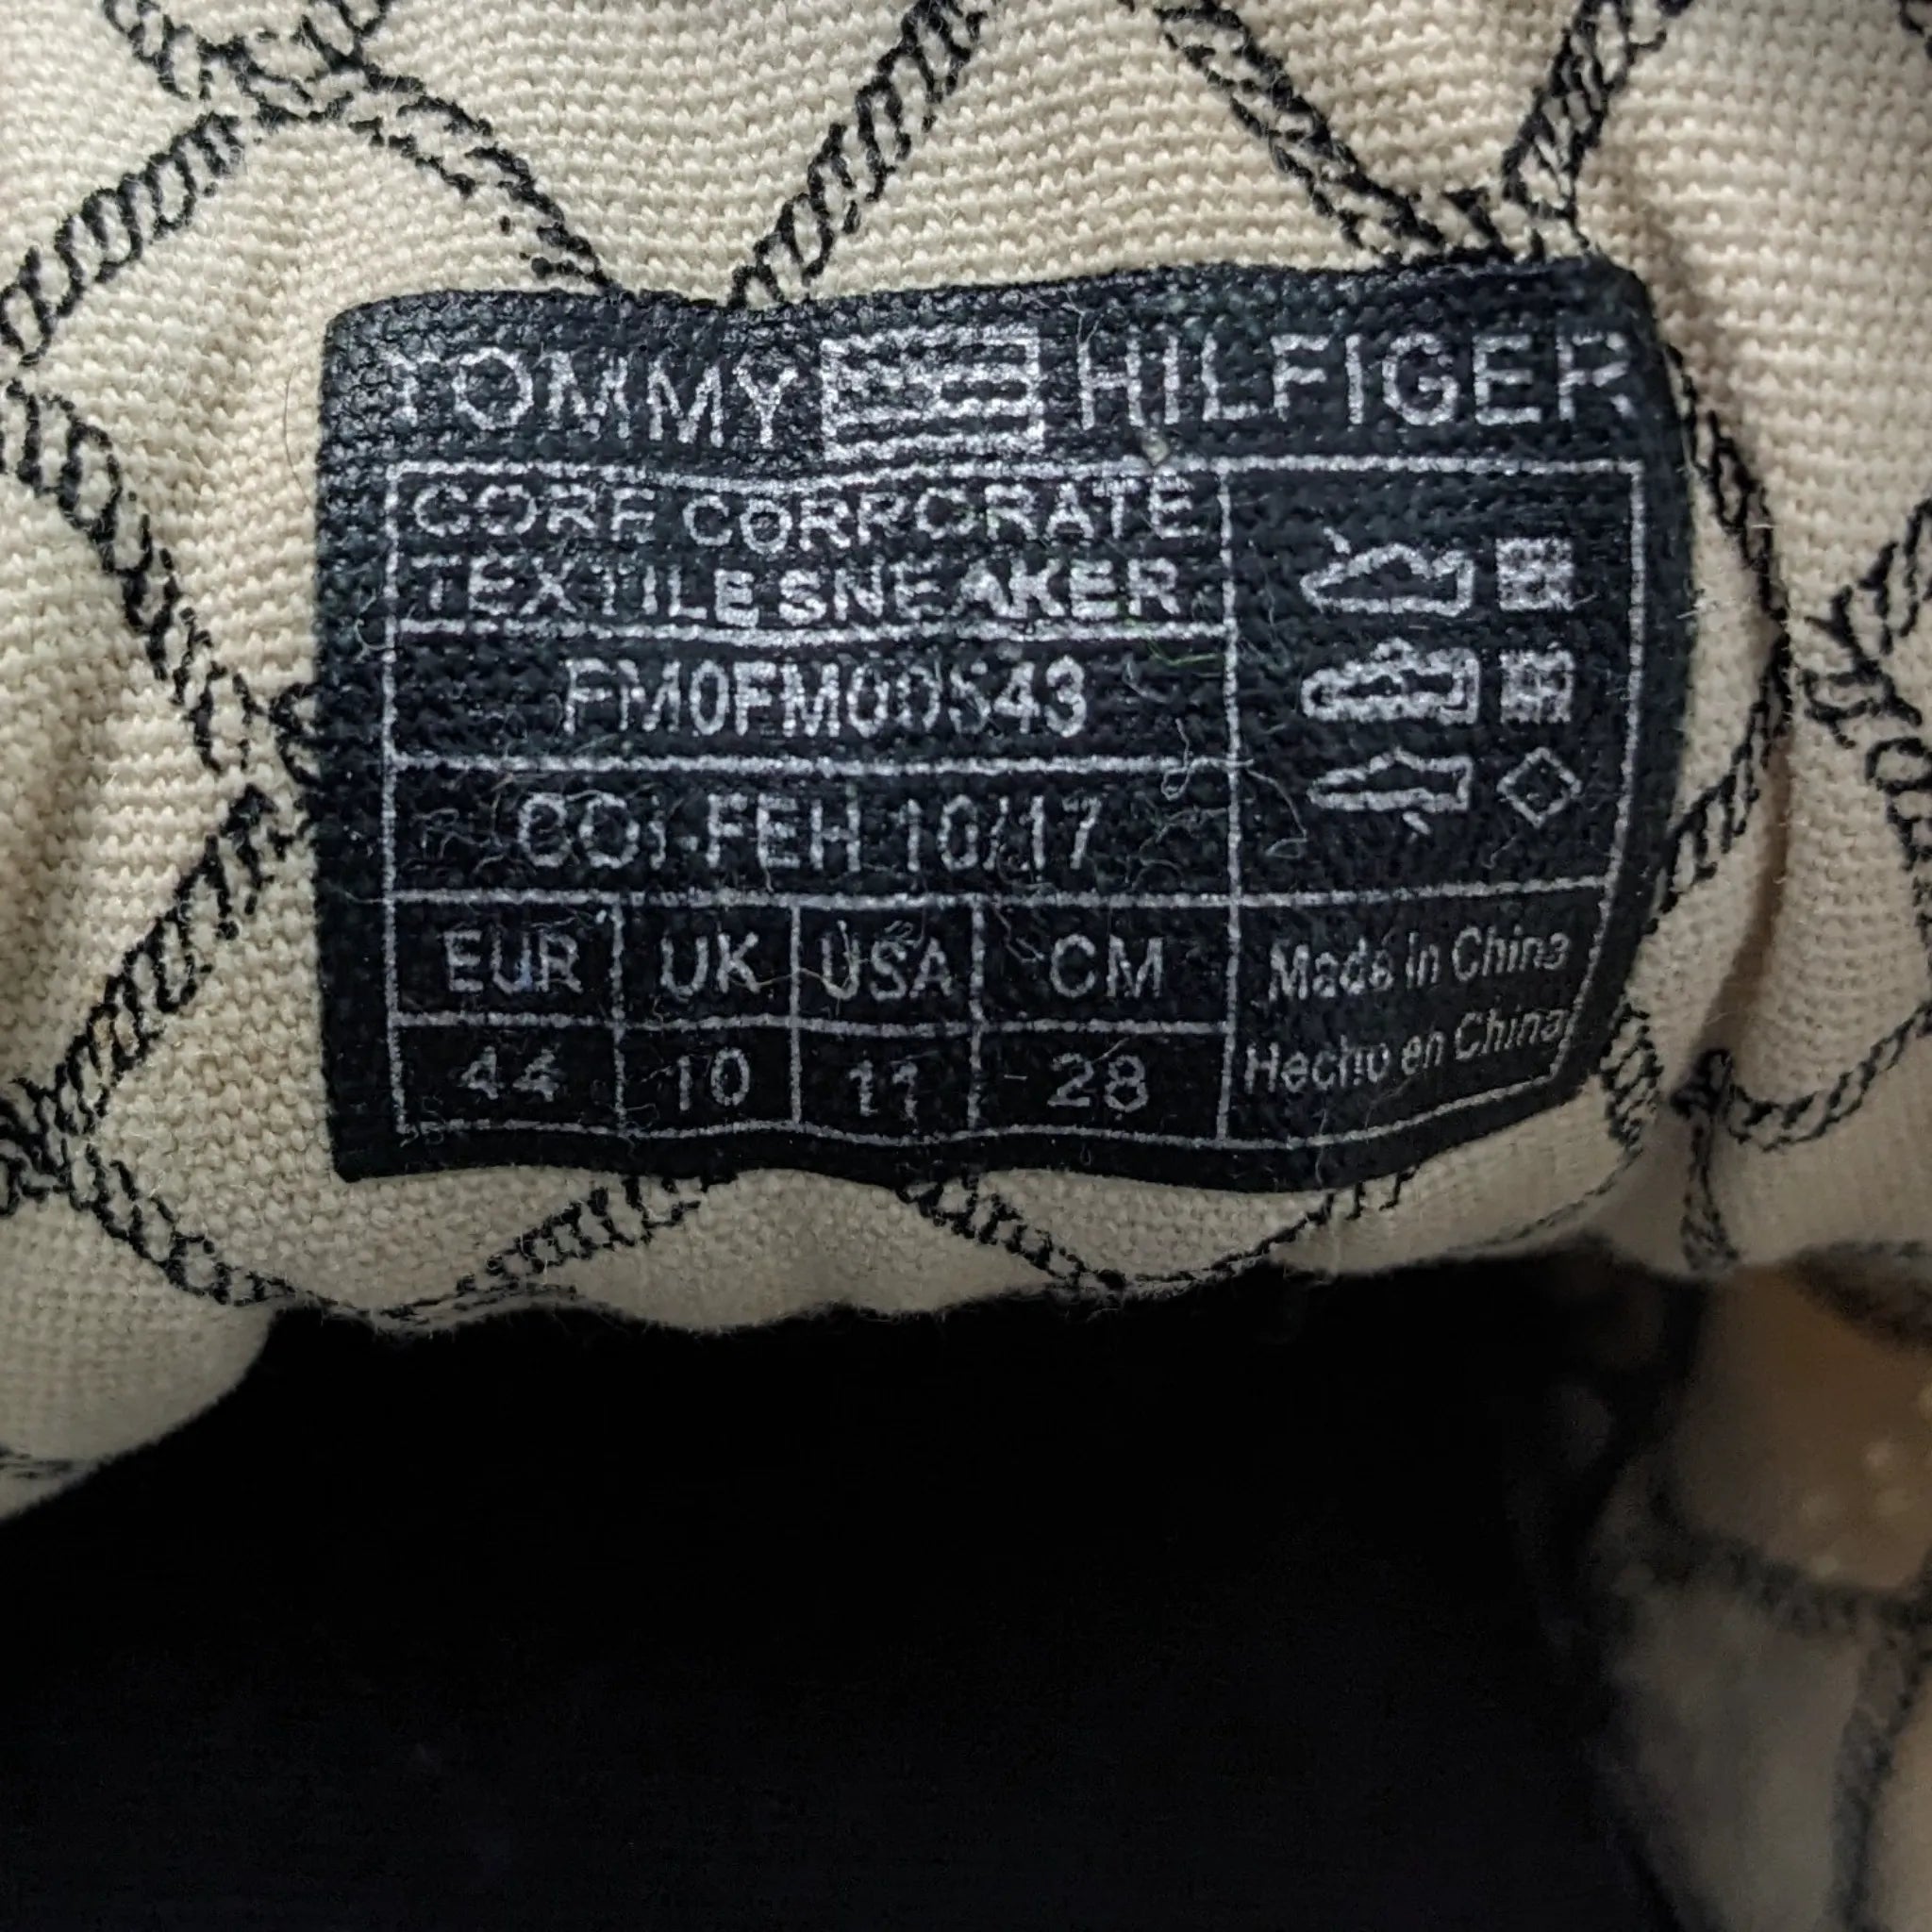 TOMMY HILFIGER
CORE CORPORATE
TEXTILE SNEAKER
FM0FM00543
CO1-FEH 10/17
EUR UK USA CM
44 10 11 28
Made in China
Hecho en China